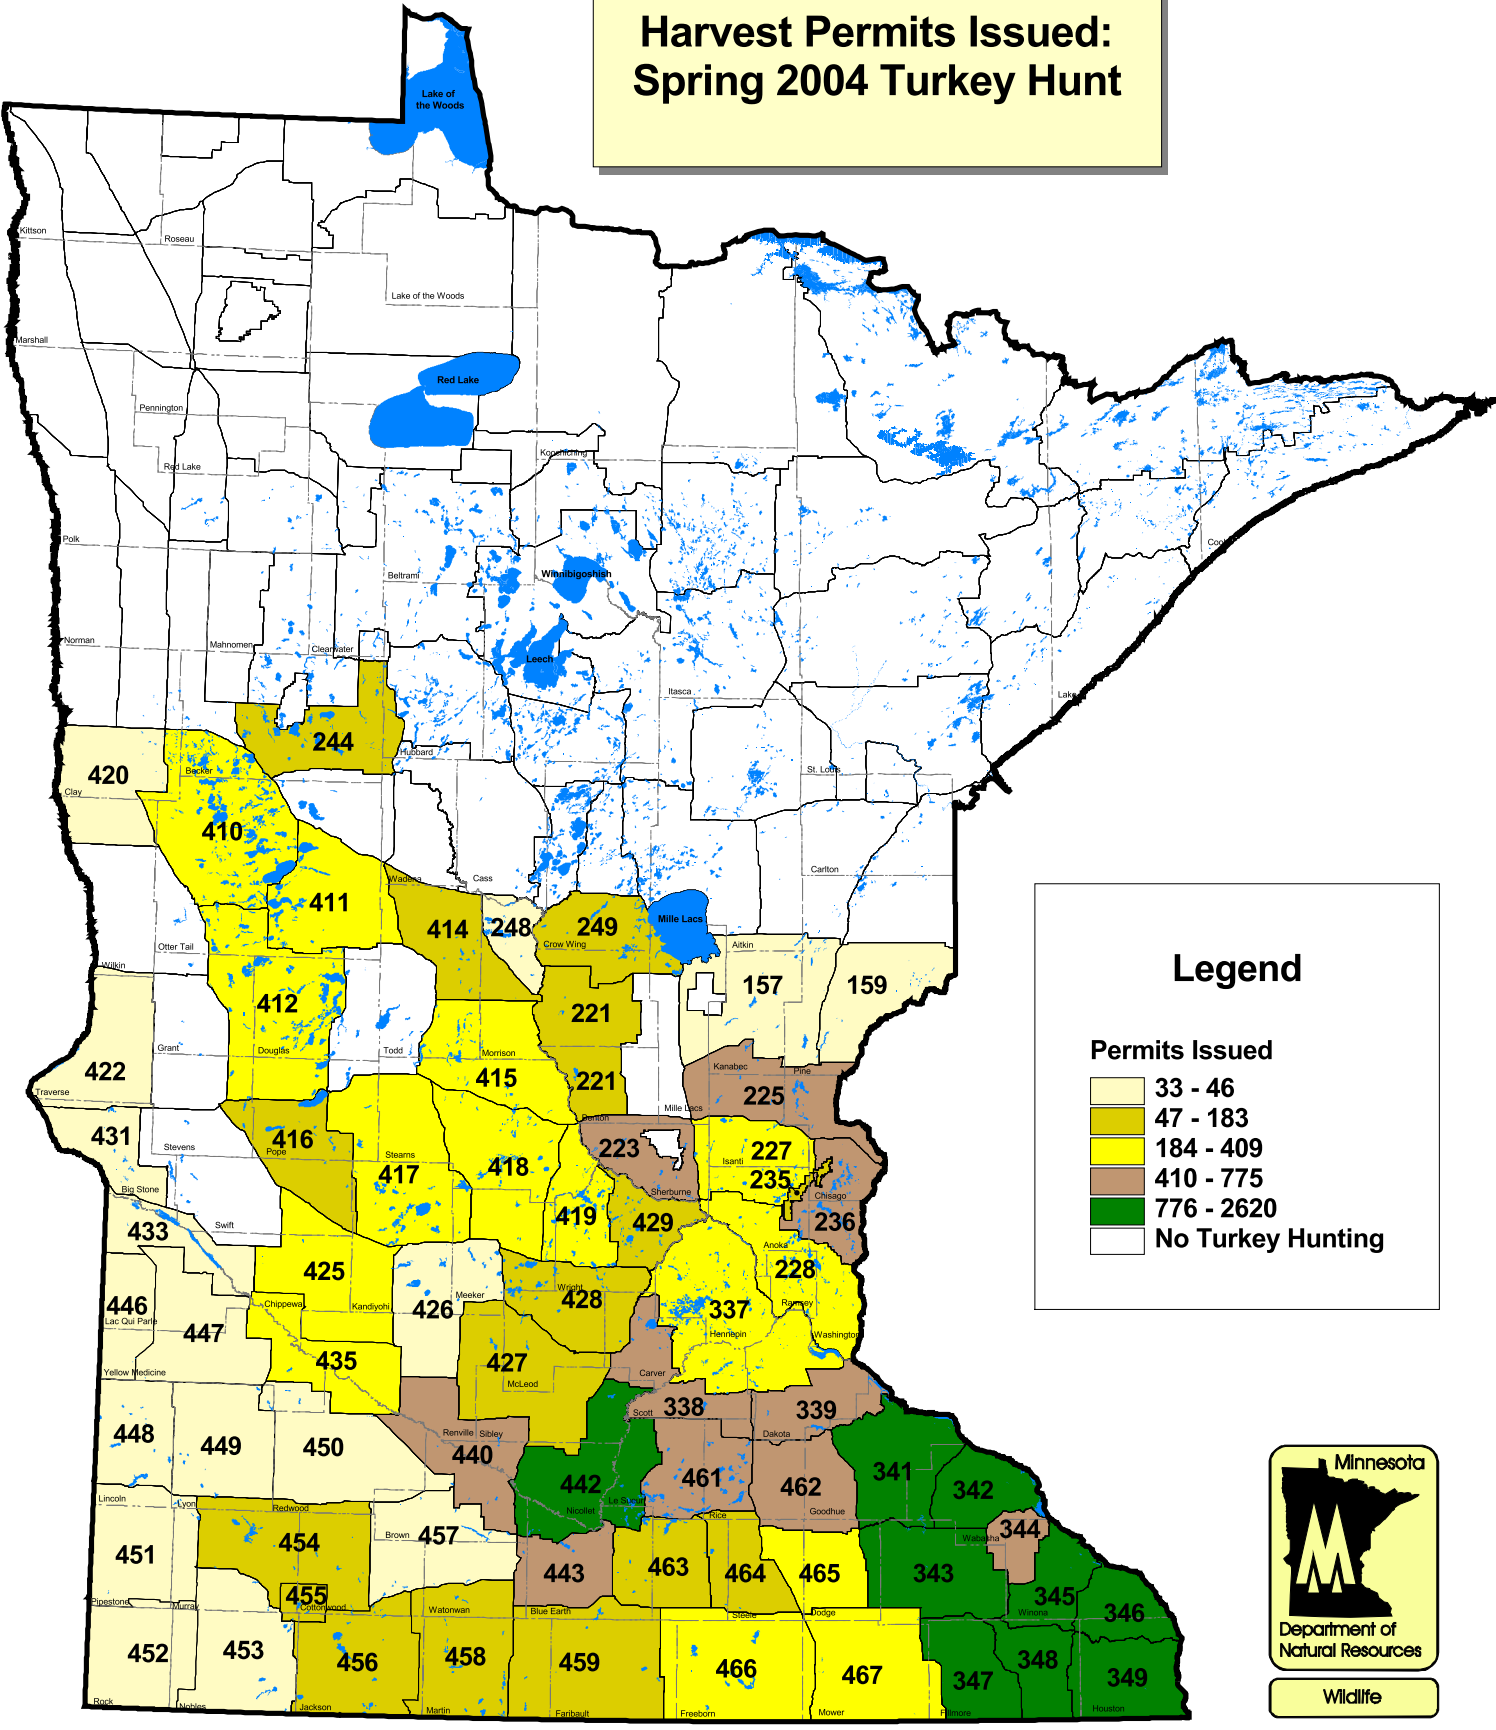 Harvest Permits Issued:
Spring 2004 Turkey Hunt
Lake of
the Woods
Kittson
Roseau
Lake of the Woods
Marshall
Red Lake
Pennington
Koochiching
Red Lake
Polk
Beltrami
Winnibigoshish
Cook
Norman
Mahnomen
Clearwater
Leech
Itasca
Lake
244
Hubbard
420
Becker
St. Louis
Clay
410
Carlton
Wadena
Cass
411
414
248
249
Mille Lacs
Otter Tail
Crow Wing
Aitkin
Wilkin
157
159
412
221
Grant
Douglas
Todd
Morrison
422
415
221
Kanabec
Pine
Traverse
225
Mille Lacs
Benton
431
416
223
227
Stevens
Pope
Stearns
417
418
Isanti
235
Big Stone
Sherburne
Chisago
433
Swift
419
429
236
Anoka
425
228
426
Meeker
Wright
428
446
Chippewa
Kandiyohi
337
Ramsey
Lac Qui Parle
447
Hennepin
Washington
435
427
Yellow Medicine
McLeod
Carver
448
449
450
Scott
338
339
Renville
Sibley
Dakota
440
442
461
462
341
342
Lincoln
Lyon
Redwood
Nicollet
Le Sueur
Rice
Goodhue
451
454
Brown
457
Wabasha
344
443
463
464
465
343
455
345
Pipestone
Murray
Cottonwood
Watonwan
Blue Earth
Steele
Dodge
Winona
346
452
453
456
458
459
466
467
347
348
349
Rock
Nobles
Jackson
Martin
Faribault
Freeborn
Mower
Fillmore
Houston
Legend
Permits Issued
33 - 46
47 - 183
184 - 409
410 - 775
776 - 2620
No Turkey Hunting
Minnesota
Department of
Natural Resources
Wildlife